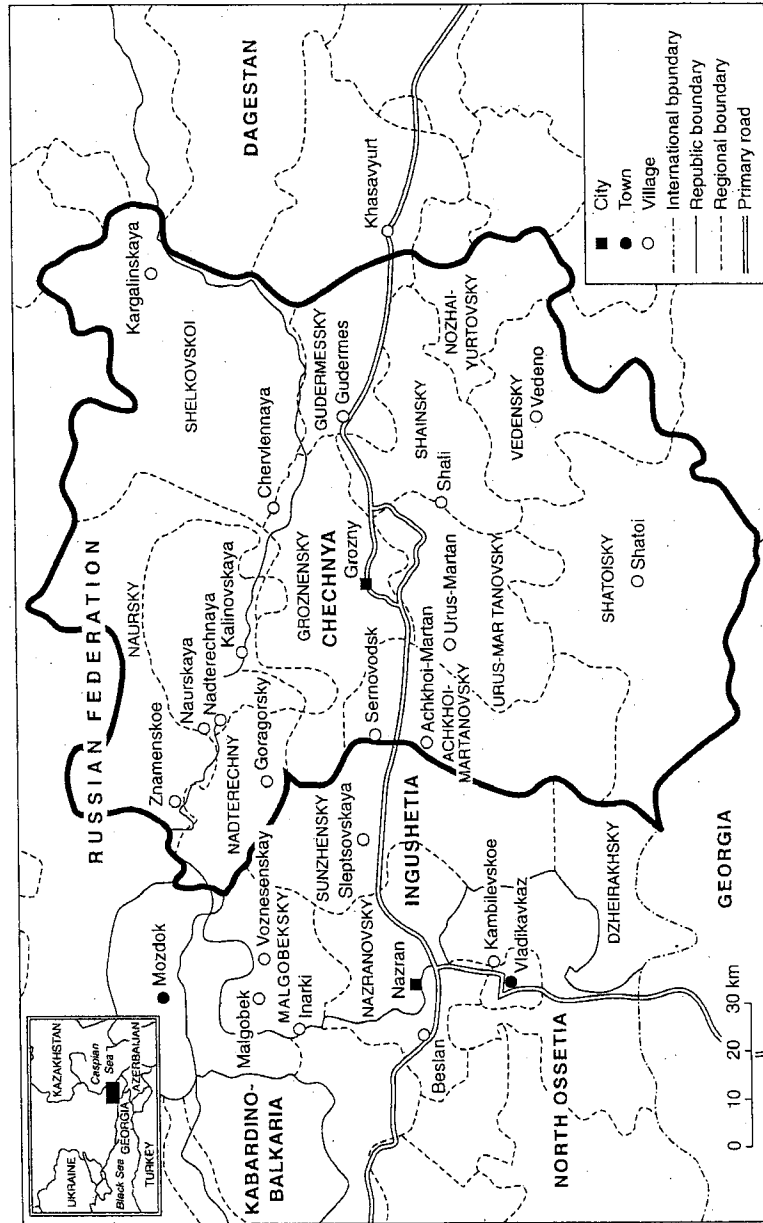 RUSSIAN FEDERATION
DAGESTAN
Kargalinskaya
SHELKOVSKOI
NAURSKY
Znamenskoe
Naurskaya
Nadterechnaya
Kalinovskaya
Chervlennaya
Mozdok
NADTERECHNY
Goragorsky
GROZNENSKY
CHECHNYA
Grozny
GUDERMESSKY
Gudermes
Khasavyurt
KABARDINO-
BALKARIA
Malgobek
Voznesenskay
MALGOBEKSKY
Inarki
SUNZHENSKY
Sleptsovskaya
Sernovodsk
NAZRANOVSKY
Nazran
INGUSHETIA
Achkhoi-Martan
ACHKHOI-
MARTANOVSKY
Urus-Martan
URUS-MARTANOVSKY
Shali
SHAINSKY
NOZHAI-
YURTOVSKY
VEDENSKY
Vedeno
Beslan
Kambilevskoe
Vladikavkaz
NORTH OSSETIA
DZHEIRAKHSKY
SHATOISKY
Shatoi
GEORGIA
0 10 20 30 km
UKRAINE
KAZAKHSTAN
Caspian
Sea
Black Sea
GEORGIA
AZERBAIJAN
TURKEY
City
Town
Village
International bpundary
Republic boundary
Regional boundary
Primary road